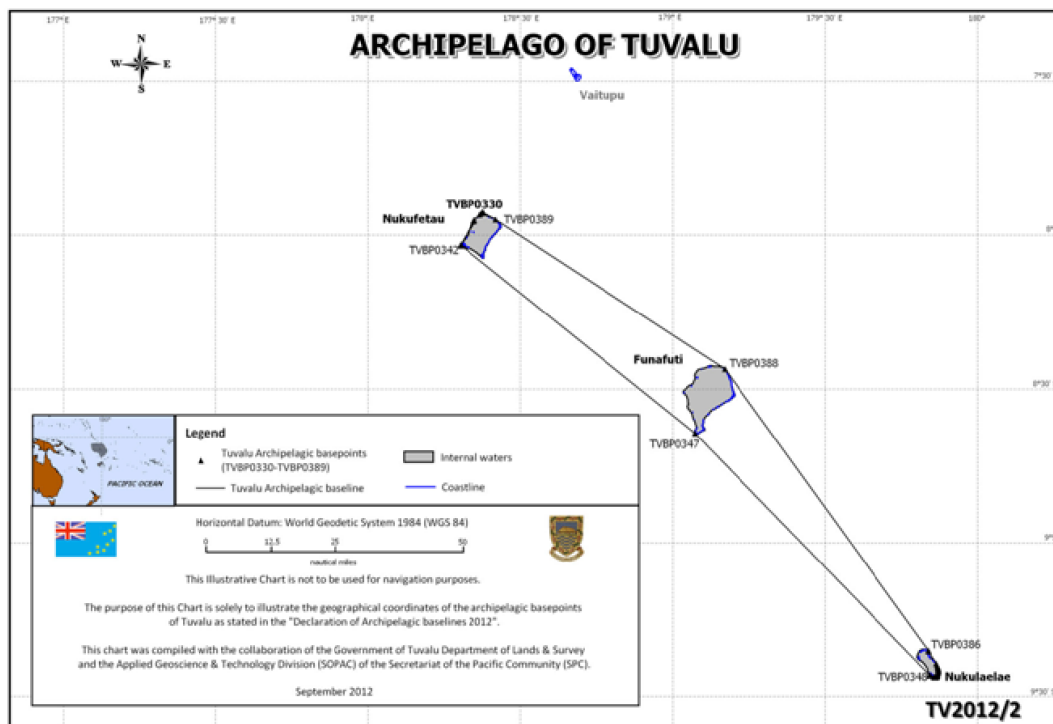 177° E
177° 30' E
178° E
178° 30' E
179° E
179° 30' E
180°
ARCHIPELAGO OF TUVALU
N
W E
S
7°30'
Vaitupu
TVBP0330
Nukufetau
TVBP0389
8°
TVBP0342
Funafuti
TVBP0388
8°30'
TVBP0347
Legend
Tuvalu Archipelagic basepoints
(TVBP0330-TVBP0389)
Internal waters
Tuvalu Archipelagic baseline
Coastline
PACIFIC OCEAN
Horizontal Datum: World Geodetic System 1984 (WGS 84)
0 12.5 25 50
nautical miles
9°
This Illustrative Chart is not to be used for navigation purposes.
The purpose of this Chart is solely to illustrate the geographical coordinates of the archipelagic basepoints
of Tuvalu as stated in the "Declaration of Archipelagic baselines 2012".
This chart was compiled with the collaboration of the Government of Tuvalu Department of Lands & Survey
and the Applied Geoscience & Technology Division (SOPAC) of the Secretariat of the Pacific Community (SPC).
September 2012
TVBP0386
TVBP0348
Nukulaelae
9°30'
TV2012/2